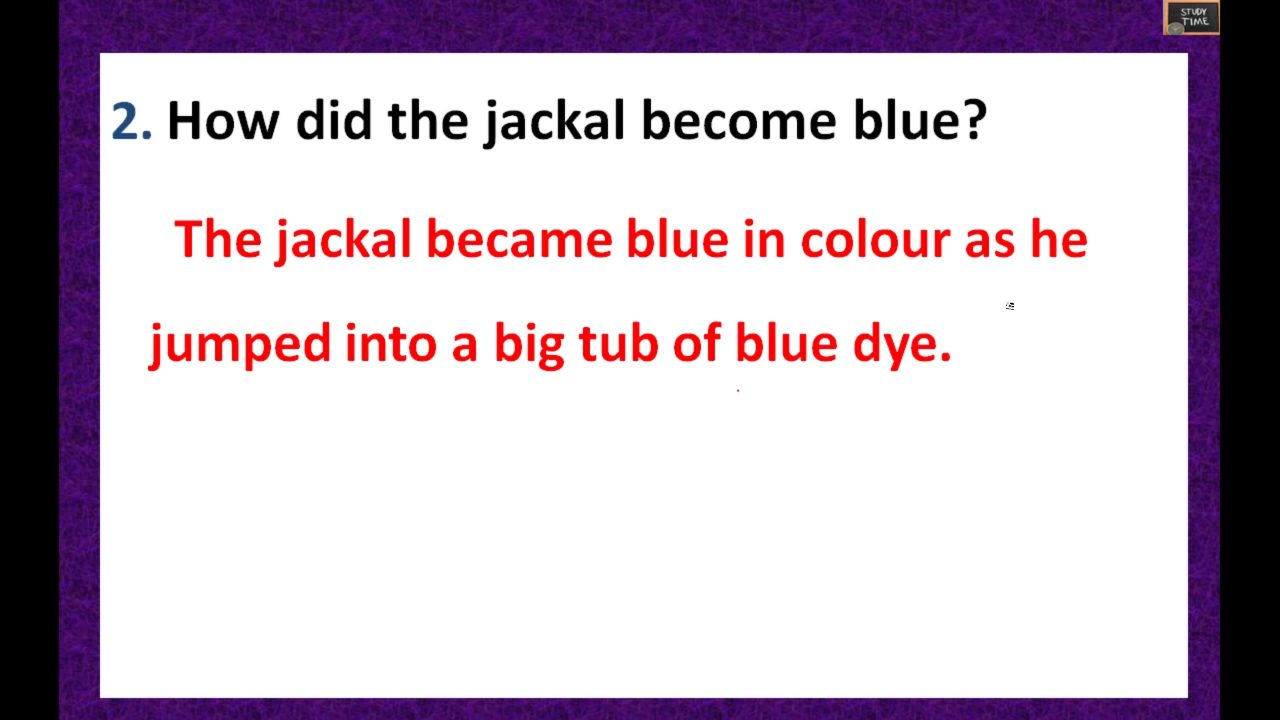 STUDY
TIME
2. How did the jackal become blue?
The jackal became blue in colour as he
jumped into a big tub of blue dye.